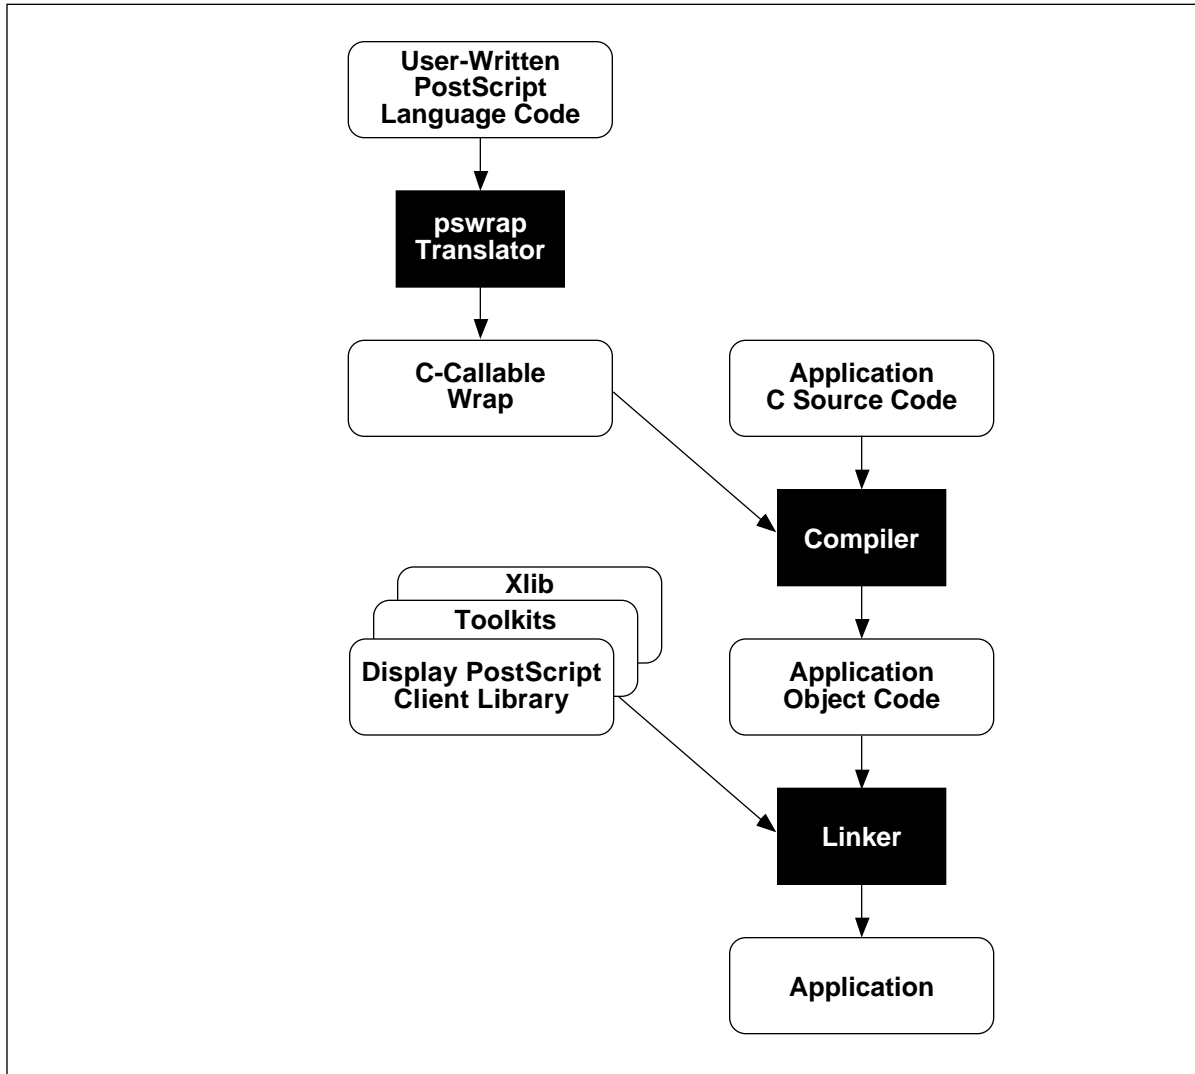 User-Written
PostScript
Language Code
pswrap
Translator
C-Callable
Wrap
Application
C Source Code
Compiler
Xlib
Toolkits
Display PostScript
Client Library
Application
Object Code
Linker
Application